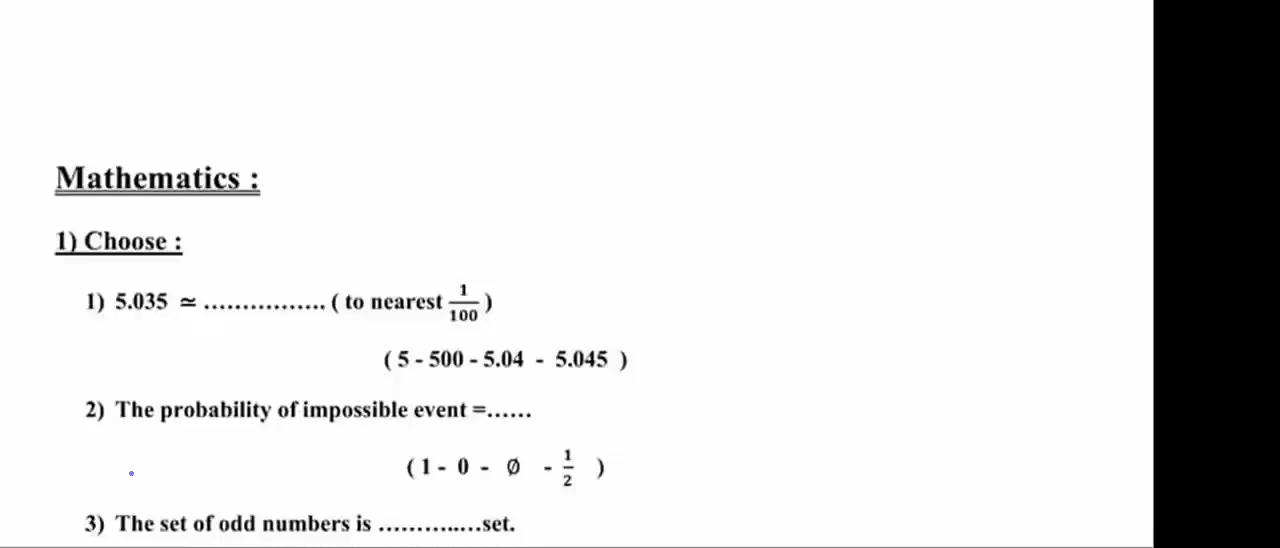 Mathematics :
1) Choose :
1) 5.035 ≃ ................ ( to nearest 1/100 )
( 5 - 500 - 5.04 - 5.045 )
2) The probability of impossible event =......
( 1 - 0 - ∅ - 1/2 )
3) The set of odd numbers is .............set.